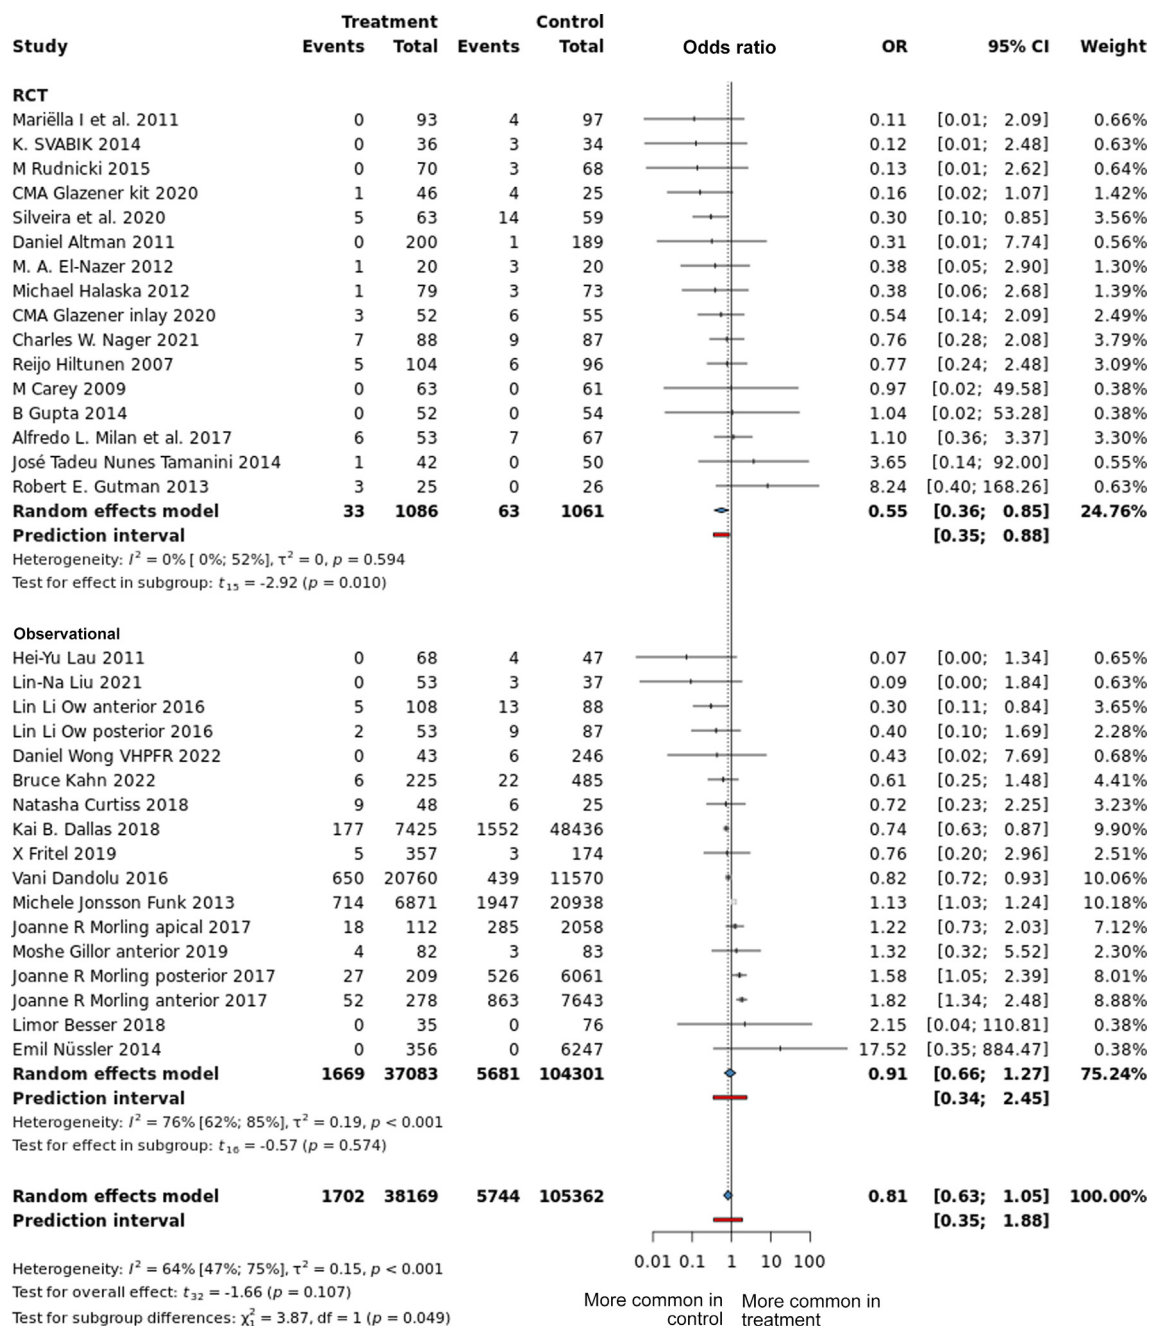 Treatment Control
Study Events Total Events Total Odds ratio OR 95% CI Weight
RCT
Mariëlla I et al. 2011 0 93 4 97 0.11 [0.01; 2.09] 0.66%
K. SVABIK 2014 0 36 3 34 0.12 [0.01; 2.48] 0.63%
M Rudnicki 2015 0 70 3 68 0.13 [0.01; 2.62] 0.64%
CMA Glazener kit 2020 1 46 4 25 0.16 [0.02; 1.07] 1.42%
Silveira et al. 2020 5 63 14 59 0.30 [0.10; 0.85] 3.56%
Daniel Altman 2011 0 200 1 189 0.31 [0.01; 7.74] 0.56%
M. A. El-Nazer 2012 1 20 3 20 0.38 [0.05; 2.90] 1.30%
Michael Halaska 2012 1 79 3 73 0.38 [0.06; 2.68] 1.39%
CMA Glazener inlay 2020 3 52 6 55 0.54 [0.14; 2.09] 2.49%
Charles W. Nager 2021 7 88 9 87 0.76 [0.28; 2.08] 3.79%
Reijo Hiltunen 2007 5 104 6 96 0.77 [0.24; 2.48] 3.09%
M Carey 2009 0 63 0 61 0.97 [0.02; 49.58] 0.38%
B Gupta 2014 0 52 0 54 1.04 [0.02; 53.28] 0.38%
Alfredo L. Milan et al. 2017 6 53 7 67 1.10 [0.36; 3.37] 3.30%
José Tadeu Nunes Tamanini 2014 1 42 0 50 3.65 [0.14; 92.00] 0.55%
Robert E. Gutman 2013 3 25 0 26 8.24 [0.40; 168.26] 0.63%
Random effects model 33 1086 63 1061 0.55 [0.36; 0.85] 24.76%
Prediction interval [0.35; 0.88]
Heterogeneity: I² = 0% [ 0%; 52%], τ² = 0, p = 0.594
Test for effect in subgroup: t₁₅ = -2.92 (p = 0.010)
Observational
Hei-Yu Lau 2011 0 68 4 47 0.07 [0.00; 1.34] 0.65%
Lin-Na Liu 2021 0 53 3 37 0.09 [0.00; 1.84] 0.63%
Lin Li Ow anterior 2016 5 108 13 88 0.30 [0.11; 0.84] 3.65%
Lin Li Ow posterior 2016 2 53 9 87 0.40 [0.10; 1.69] 2.28%
Daniel Wong VHPFR 2022 0 43 6 246 0.43 [0.02; 7.69] 0.68%
Bruce Kahn 2022 6 225 22 485 0.61 [0.25; 1.48] 4.41%
Natasha Curtiss 2018 9 48 6 25 0.72 [0.23; 2.25] 3.23%
Kai B. Dallas 2018 177 7425 1552 48436 0.74 [0.63; 0.87] 9.90%
X Fritel 2019 5 357 3 174 0.76 [0.20; 2.96] 2.51%
Vani Dandolu 2016 650 20760 439 11570 0.82 [0.72; 0.93] 10.06%
Michele Jonsson Funk 2013 714 6871 1947 20938 1.13 [1.03; 1.24] 10.18%
Joanne R Morling apical 2017 18 112 285 2058 1.22 [0.73; 2.03] 7.12%
Moshe Gillor anterior 2019 4 82 3 83 1.32 [0.32; 5.52] 2.30%
Joanne R Morling posterior 2017 27 209 526 6061 1.58 [1.05; 2.39] 8.01%
Joanne R Morling anterior 2017 52 278 863 7643 1.82 [1.34; 2.48] 8.88%
Limor Besser 2018 0 35 0 76 2.15 [0.04; 110.81] 0.38%
Emil Nüssler 2014 0 356 0 6247 17.52 [0.35; 884.47] 0.38%
Random effects model 1669 37083 5681 104301 0.91 [0.66; 1.27] 75.24%
Prediction interval [0.34; 2.45]
Heterogeneity: I² = 76% [62%; 85%], τ² = 0.19, p < 0.001
Test for effect in subgroup: t₁₆ = -0.57 (p = 0.574)
Random effects model 1702 38169 5744 105362 0.81 [0.63; 1.05] 100.00%
Prediction interval [0.35; 1.88]
0.01 0.1 1 10 100
Heterogeneity: I² = 64% [47%; 75%], τ² = 0.15, p < 0.001
Test for overall effect: t₃₂ = -1.66 (p = 0.107)
Test for subgroup differences: χ²₁ = 3.87, df = 1 (p = 0.049)
More common in More common in
control treatment